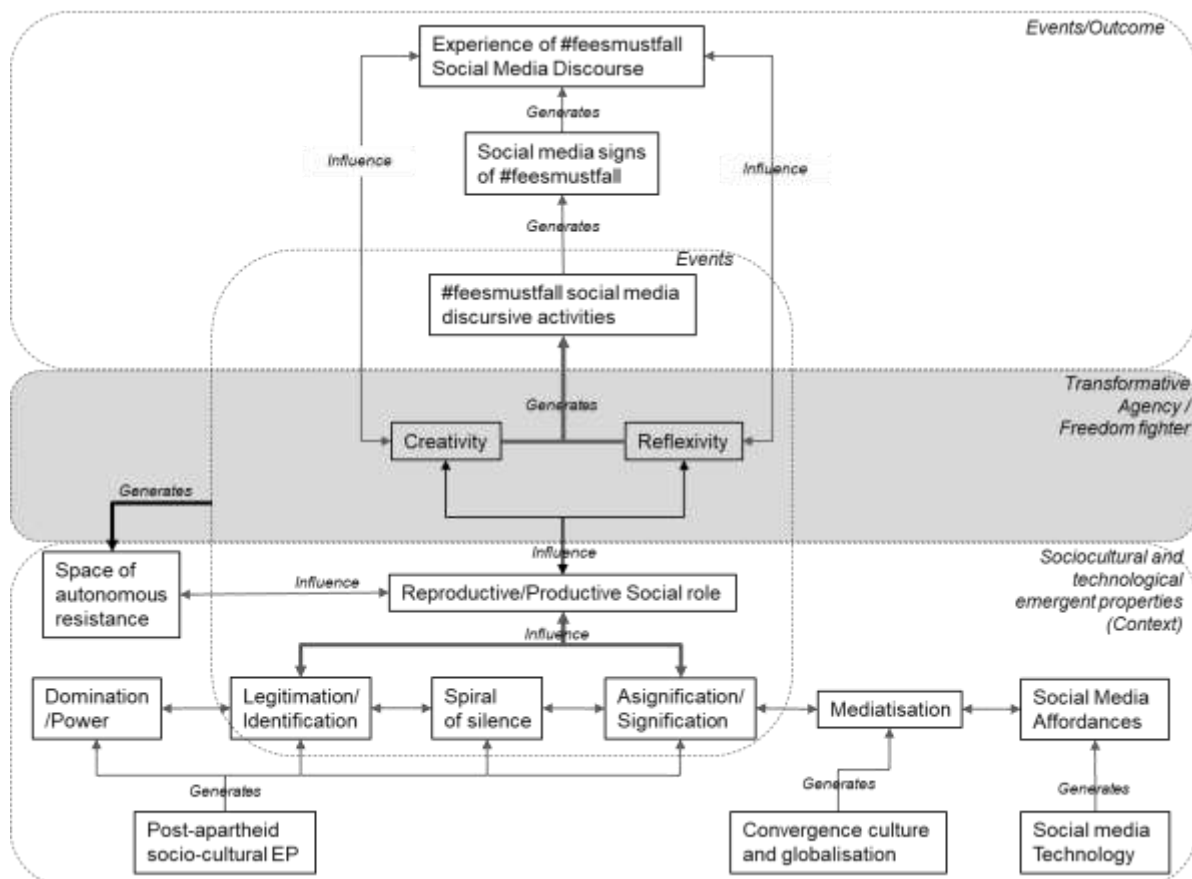 Events/Outcome
Experience of #feesmustfall
Social Media Discourse
Generates
Influence
Social media signs
of #feesmustfall
Influence
Generates
Events
#feesmustfall social media
discursive activities
Transformative
Agency /
Freedom fighter
Generates
Creativity
Reflexivity
Generates
Influence
Sociocultural and
technological
emergent properties
(Context)
Space of
autonomous
resistance
Influence
Reproductive/Productive Social role
Influence
Domination
/Power
Legitimation/
Identification
Spiral
of silence
Asignification/
Signification
Mediatisation
Social Media
Affordances
Generates
Generates
Generates
Post-apartheid
socio-cultural EP
Convergence culture
and globalisation
Social media
Technology